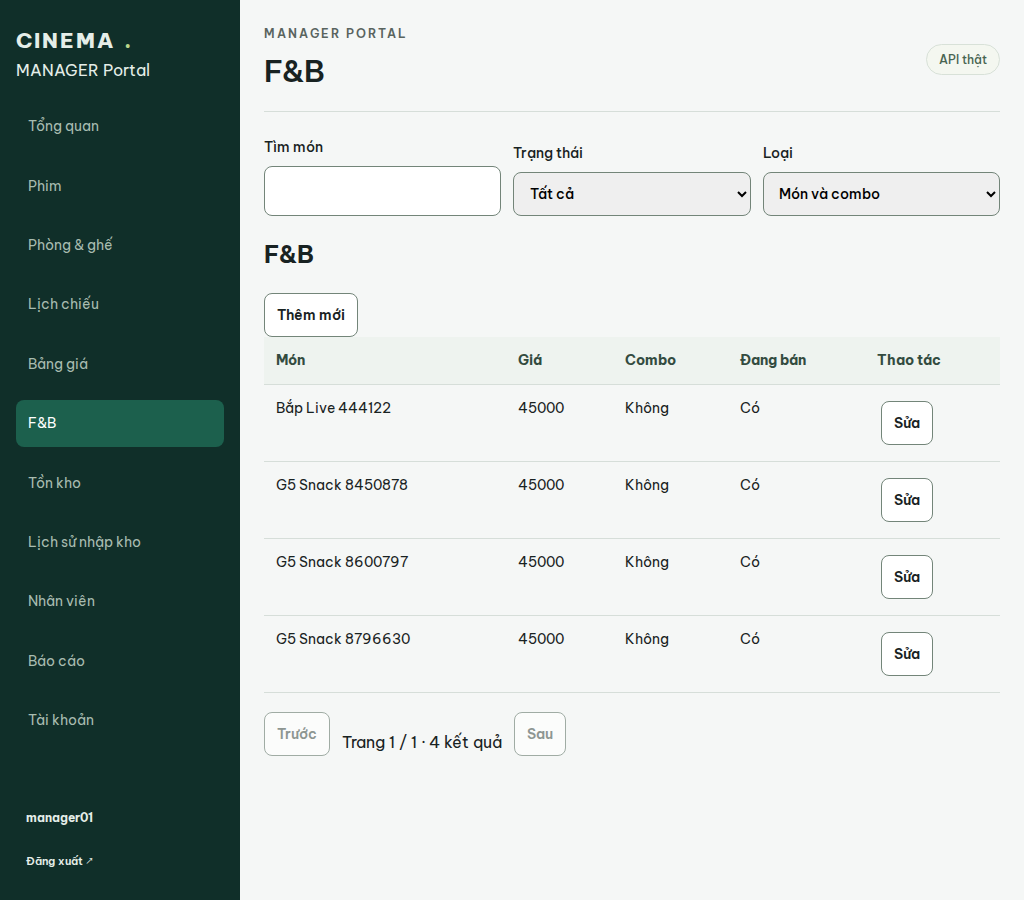 CINEMA .
MANAGER Portal
Tổng quan
Phim
Phòng & ghế
Lịch chiếu
Bảng giá
F&B
Tồn kho
Lịch sử nhập kho
Nhân viên
Báo cáo
Tài khoản
manager01
Đăng xuất ↗
MANAGER PORTAL
F&B
API thật
Tìm món
Trạng thái
Loại
Tất cả
Món và combo
F&B
Thêm mới
Món Giá Combo Đang bán Thao tác
Bắp Live 444122 45000 Không Có Sửa
G5 Snack 8450878 45000 Không Có Sửa
G5 Snack 8600797 45000 Không Có Sửa
G5 Snack 8796630 45000 Không Có Sửa
Trước Trang 1 / 1 · 4 kết quả Sau